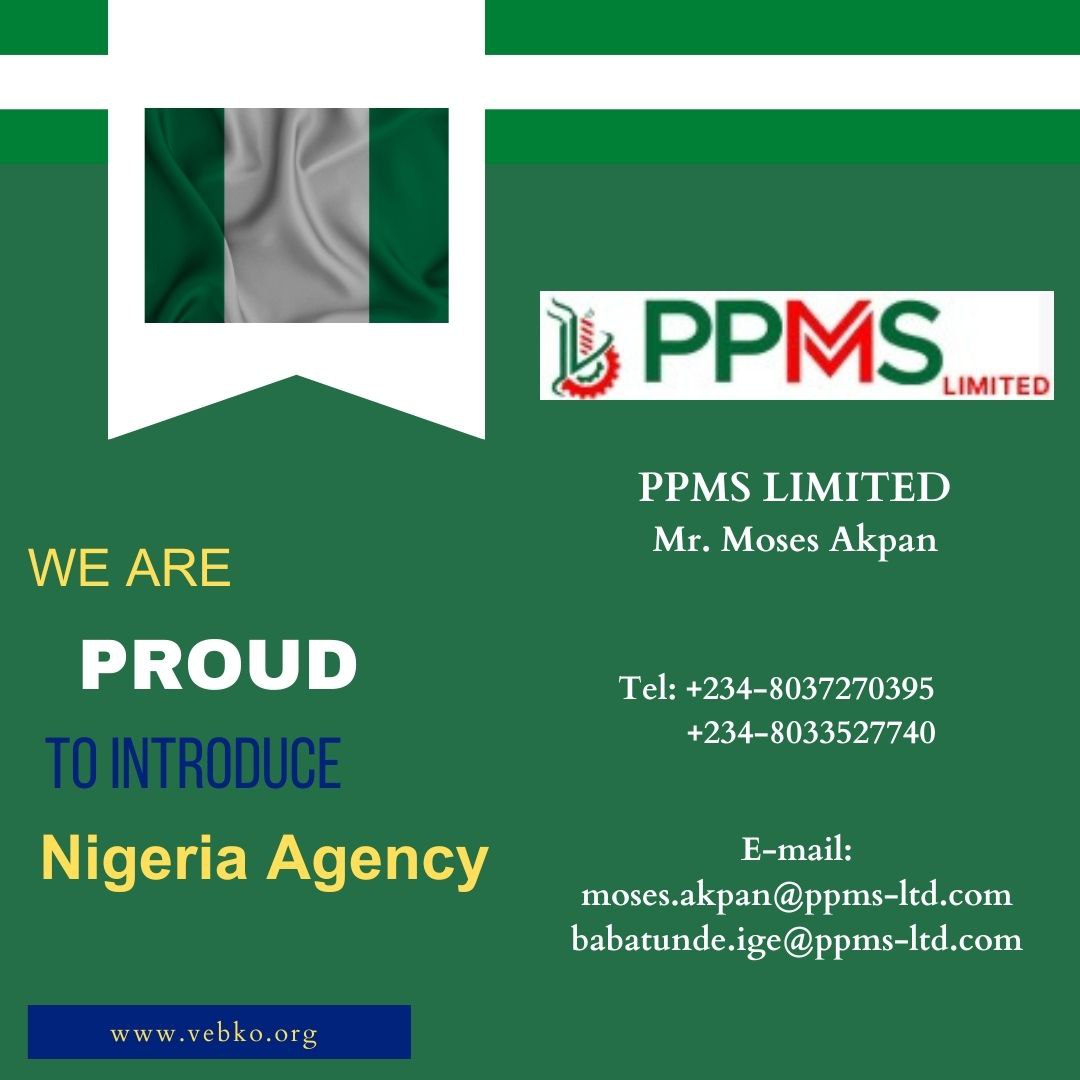 PPMS
LIMITED
PPMS LIMITED
Mr. Moses Akpan
WE ARE
PROUD
TO INTRODUCE
Nigeria Agency
Tel: +234-8037270395
+234-8033527740
E-mail:
moses.akpan@ppms-ltd.com
babatunde.ige@ppms-ltd.com
www.vebko.org